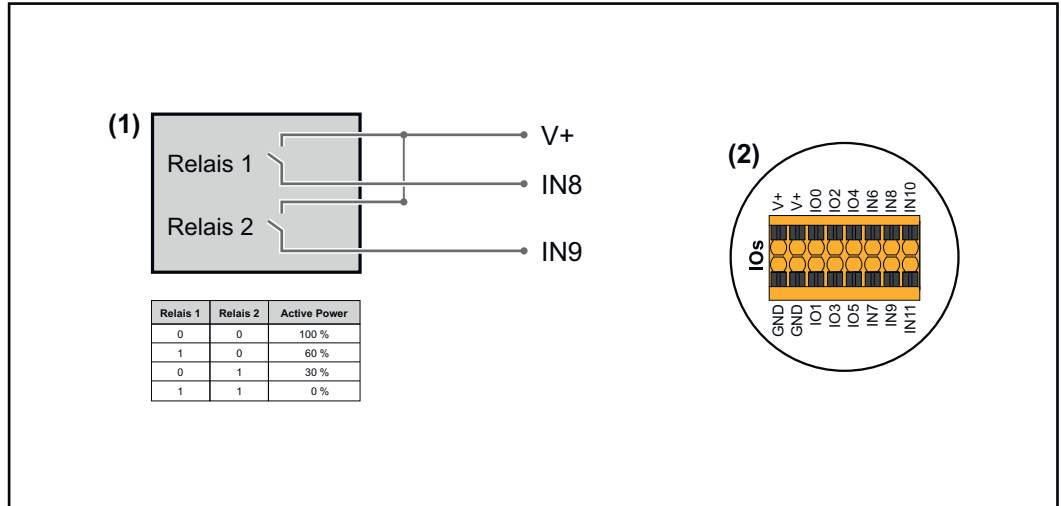 (1)
Relais 1
Relais 2
V+
IN8
IN9
Relais 1 Relais 2 Active Power
0 0 100 %
1 0 60 %
0 1 30 %
1 1 0 %
(2)
IOs
V+ V+ IO0 IO2 IO4 IN6 IN8 IN10
GND GND IO1 IO3 IO5 IN7 IN9 IN11